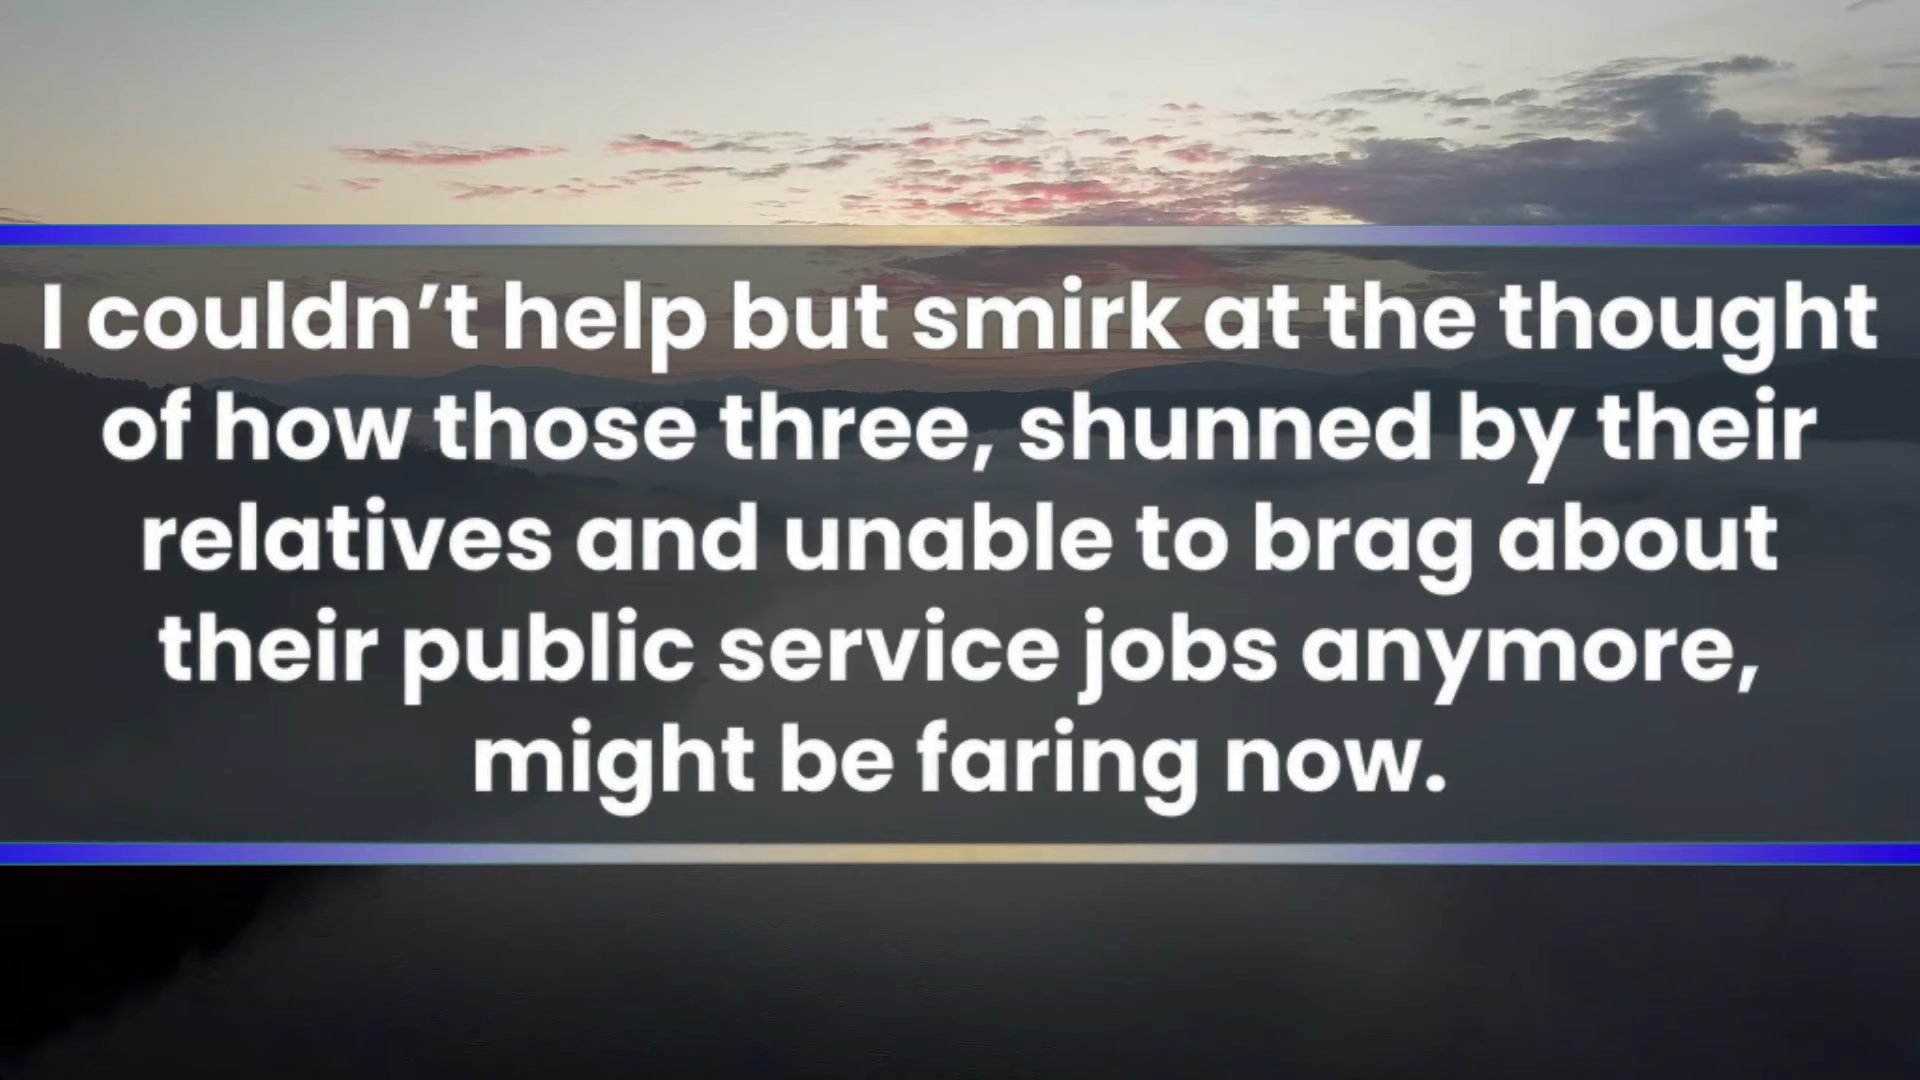 I couldn’t help but smirk at the thought
of how those three, shunned by their
relatives and unable to brag about
their public service jobs anymore,
might be faring now.